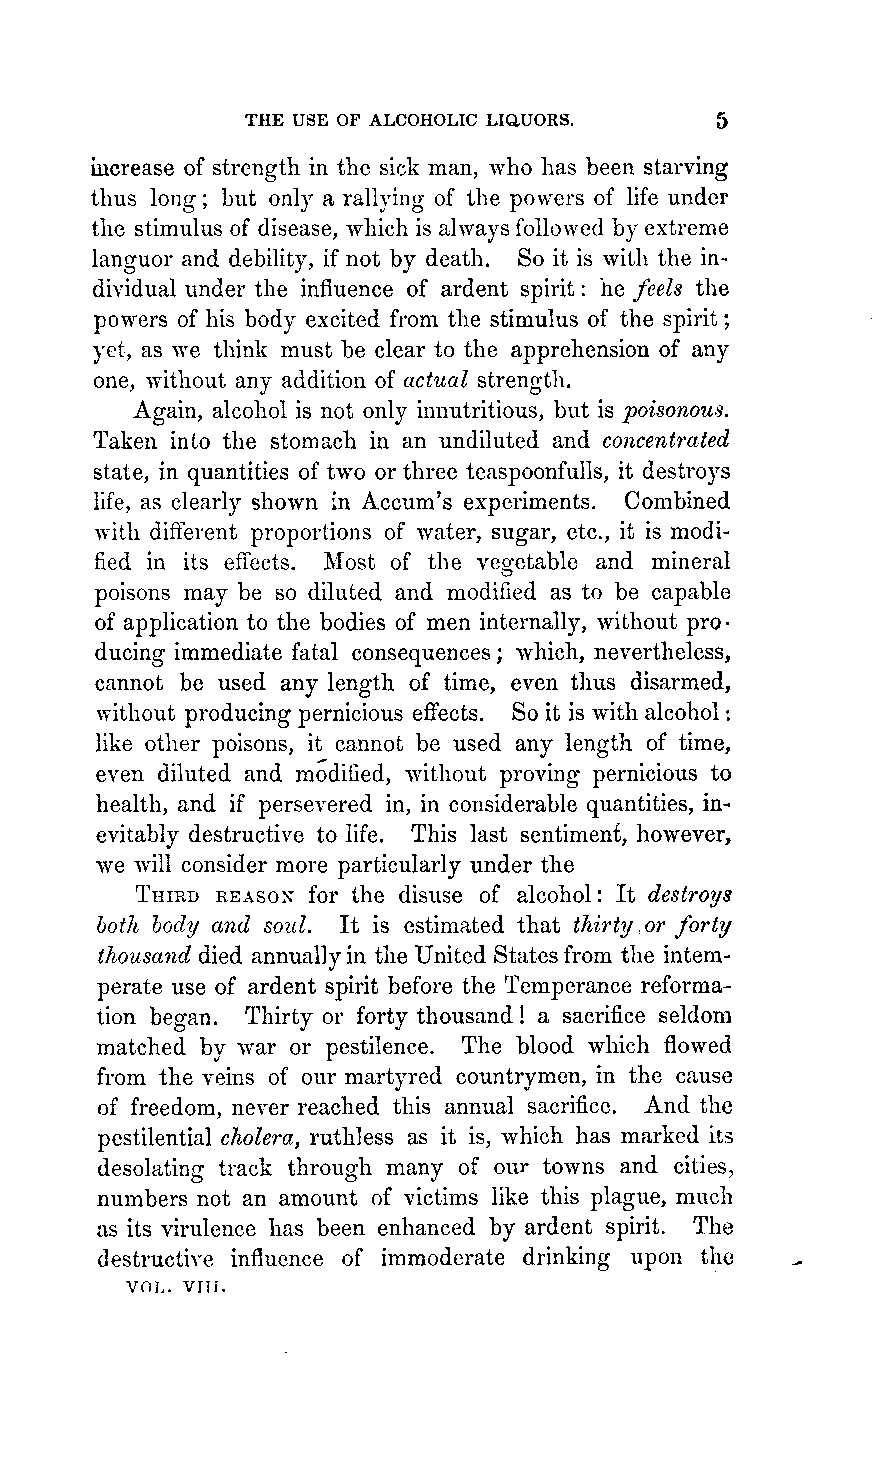 THE USE OF ALCOHOLIC LIQUORS. 5
increase of strength in the sick man, who has been starving
thus long; but only a rallying of the powers of life under
the stimulus of disease, which is always followed by extreme
languor and debility, if not by death. So it is with the in-
dividual under the influence of ardent spirit: he feels the
powers of his body excited from the stimulus of the spirit;
yet, as we think must be clear to the apprehension of any
one, without any addition of actual strength.
Again, alcohol is not only innutritious, but is poisonous.
Taken into the stomach in an undiluted and concentrated
state, in quantities of two or three teaspoonfulls, it destroys
life, as clearly shown in Accum's experiments. Combined
with different proportions of water, sugar, etc., it is modi-
fied in its effects. Most of the vegetable and mineral
poisons may be so diluted and modified as to be capable
of application to the bodies of men internally, without pro-
ducing immediate fatal consequences; which, nevertheless,
cannot be used any length of time, even thus disarmed,
without producing pernicious effects. So it is with alcohol:
like other poisons, it cannot be used any length of time,
even diluted and modified, without proving pernicious to
health, and if persevered in, in considerable quantities, in-
evitably destructive to life. This last sentiment, however,
we will consider more particularly under the
THIRD REASON for the disuse of alcohol: It destroys
both body and soul. It is estimated that thirty or forty
thousand died annually in the United States from the intem-
perate use of ardent spirit before the Temperance reforma-
tion began. Thirty or forty thousand! a sacrifice seldom
matched by war or pestilence. The blood which flowed
from the veins of our martyred countrymen, in the cause
of freedom, never reached this annual sacrifice. And the
pestilential cholera, ruthless as it is, which has marked its
desolating track through many of our towns and cities,
numbers not an amount of victims like this plague, much
as its virulence has been enhanced by ardent spirit. The
destructive influence of immoderate drinking upon the
VOL. VIII.